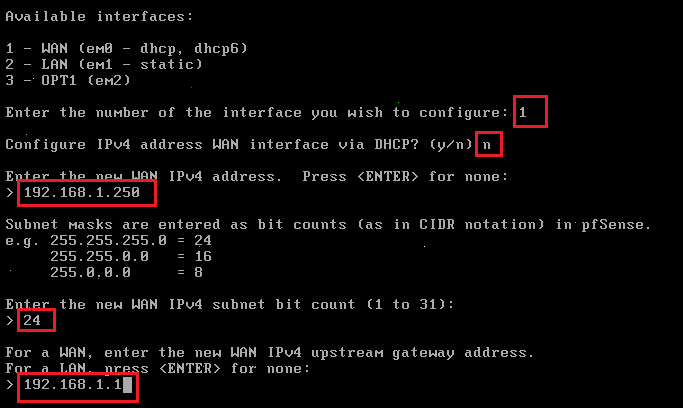 Available interfaces:
1 - WAN (em0 - dhcp, dhcp6)
2 - LAN (em1 - static)
3 - OPT1 (em2)
Enter the number of the interface you wish to configure: 1
Configure IPv4 address WAN interface via DHCP? (y/n) n
Enter the new WAN IPv4 address.  Press <ENTER> for none:
> 192.168.1.250
Subnet masks are entered as bit counts (as in CIDR notation) in pfSense.
e.g. 255.255.255.0 = 24
     255.255.0.0   = 16
     255.0.0.0     = 8
Enter the new WAN IPv4 subnet bit count (1 to 31):
> 24
For a WAN, enter the new WAN IPv4 upstream gateway address.
For a LAN, press <ENTER> for none:
> 192.168.1.1